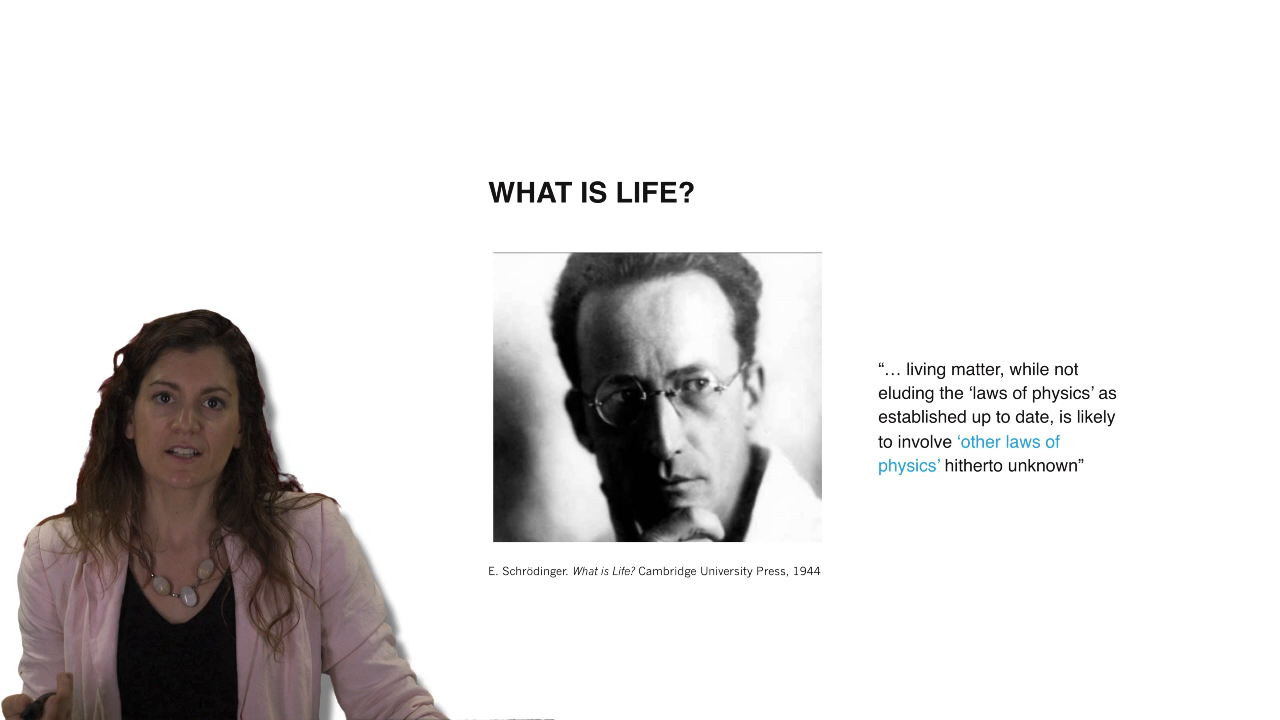 WHAT IS LIFE?
“… living matter, while not
eluding the ‘laws of physics’ as
established up to date, is likely
to involve ‘other laws of
physics’ hitherto unknown”
E. Schrödinger. What is Life? Cambridge University Press, 1944